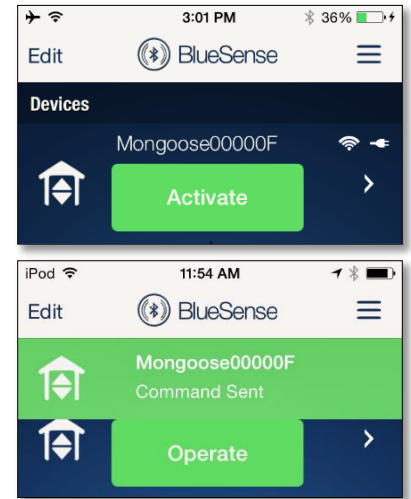 3:01 PM 36%
Edit BlueSense
Devices
Mongoose00000F
Activate
iPod 11:54 AM
Edit BlueSense
Mongoose00000F
Command Sent
Operate